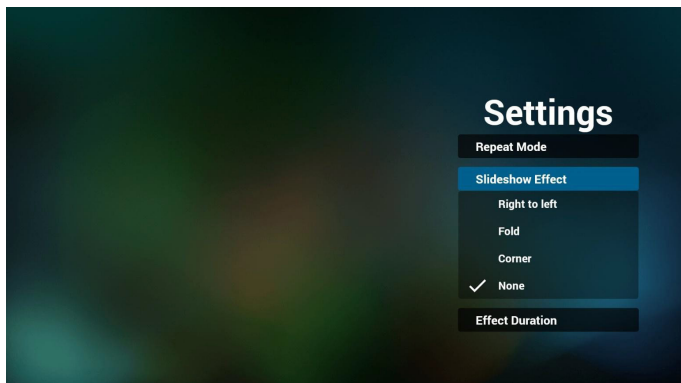 Settings
Repeat Mode
Slideshow Effect
Right to left
Fold
Corner
None
Effect Duration